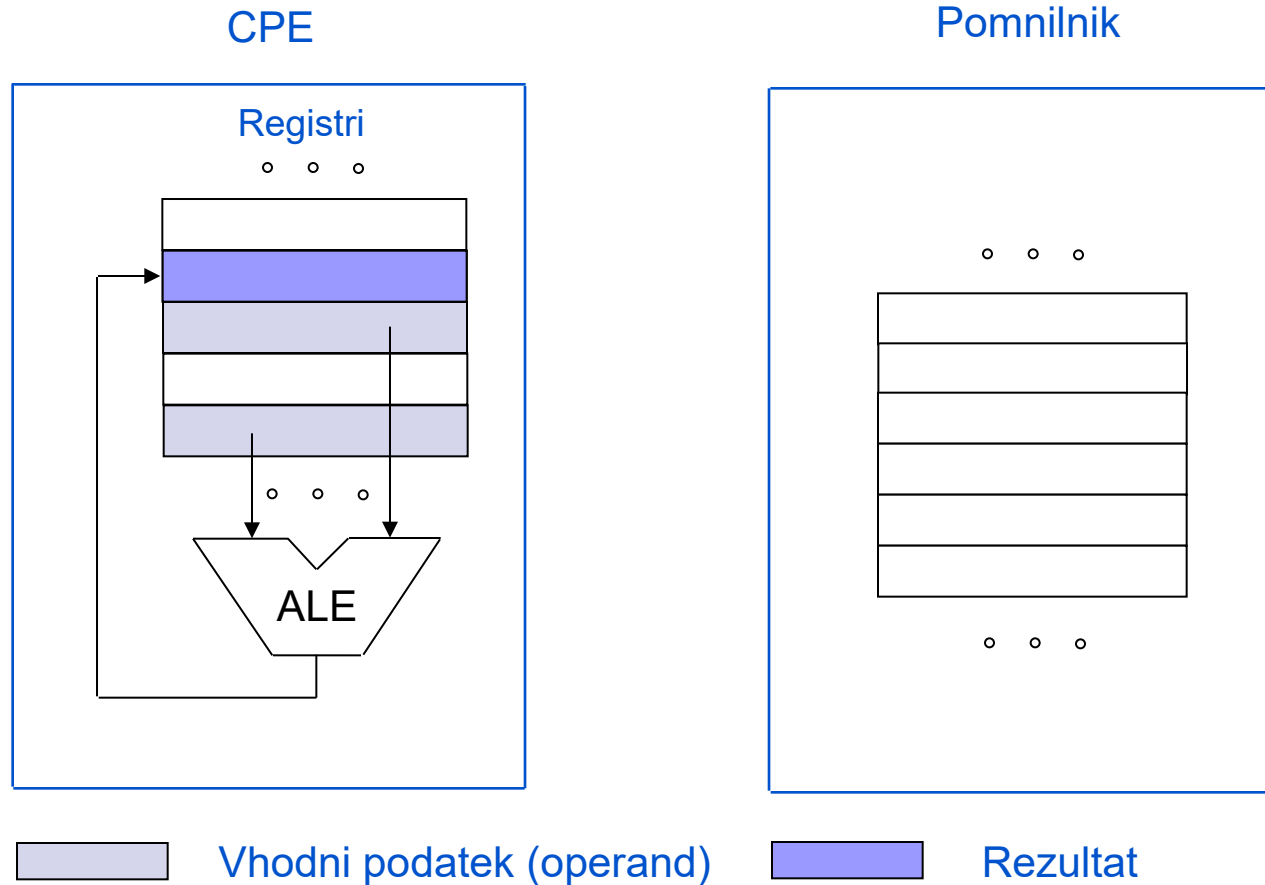 CPE
Pomnilnik
Registri
ALE
Vhodni podatek (operand)
Rezultat